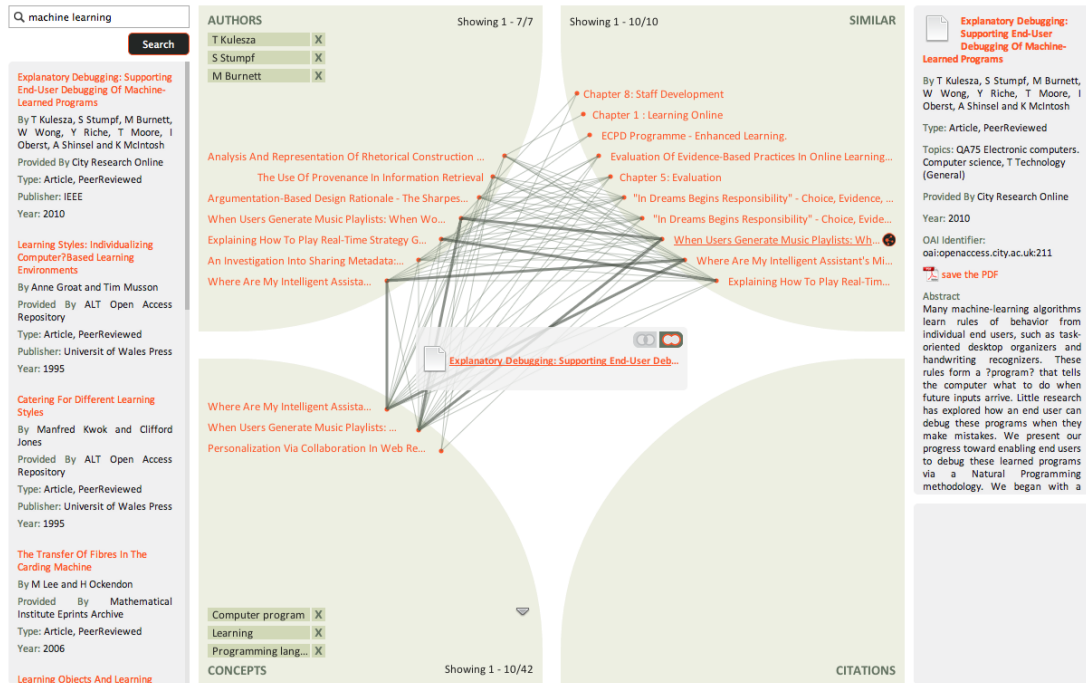 machine learning
Search
Explanatory Debugging: Supporting
End-User Debugging Of Machine-
Learned Programs
By T Kulesza, S Stumpf, M Burnett,
W Wong, Y Riche, T Moore, I
Oberst, A Shinsel and K McIntosh
Provided By City Research Online
Type: Article, PeerReviewed
Publisher: IEEE
Year: 2010
Learning Styles: Individualizing
Computer?Based Learning
Environments
By Anne Groat and Tim Musson
Provided By ALT Open Access
Repository
Type: Article, PeerReviewed
Publisher: Universit of Wales Press
Year: 1995
Catering For Different Learning
Styles
By Manfred Kwok and Clifford
Jones
Provided By ALT Open Access
Repository
Type: Article, PeerReviewed
Publisher: Universit of Wales Press
Year: 1995
The Transfer Of Fibres In The
Carding Machine
By M Lee and H Ockendon
Provided By Mathematical
Institute Eprints Archive
Type: Article, PeerReviewed
Year: 2006
Learning Objects And Learning
AUTHORS
Showing 1 - 7/7
T Kulesza X
S Stumpf X
M Burnett X
Analysis And Representation Of Rhetorical Construction ...
The Use Of Provenance In Information Retrieval
Argumentation-Based Design Rationale - The Sharpes...
When Users Generate Music Playlists: When Wo...
Explaining How To Play Real-Time Strategy G...
An Investigation Into Sharing Metadata:...
Where Are My Intelligent Assista...
Showing 1 - 10/10
SIMILAR
Chapter 8: Staff Development
Chapter 1 : Learning Online
ECPD Programme - Enhanced Learning.
Evaluation Of Evidence-Based Practices In Online Learning...
Chapter 5: Evaluation
"In Dreams Begins Responsibility" - Choice, Evidence, ...
"In Dreams Begins Responsibility" - Choice, Evide...
When Users Generate Music Playlists: Wh...
Where Are My Intelligent Assistant's Mi...
Explaining How To Play Real-Tim...
Explanatory Debugging: Supporting End-User Deb...
Where Are My Intelligent Assista...
When Users Generate Music Playlists: ...
Personalization Via Collaboration In Web Re...
Computer program X
Learning X
Programming lang... X
CONCEPTS
Showing 1 - 10/42
CITATIONS
Explanatory Debugging:
Supporting End-User
Debugging Of Machine-
Learned Programs
By T Kulesza, S Stumpf, M Burnett,
W Wong, Y Riche, T Moore, I
Oberst, A Shinsel and K McIntosh
Type: Article, PeerReviewed
Topics: QA75 Electronic computers.
Computer science, T Technology
(General)
Provided By City Research Online
Year: 2010
OAI Identifier:
oai:openaccess.city.ac.uk:211
save the PDF
Abstract
Many machine-learning algorithms
learn rules of behavior from
individual end users, such as task-
oriented desktop organizers and
handwriting recognizers. These
rules form a ?program? that tells
the computer what to do when
future inputs arrive. Little research
has explored how an end user can
debug these programs when they
make mistakes. We present our
progress toward enabling end users
to debug these learned programs
via a Natural Programming
methodology. We began with a